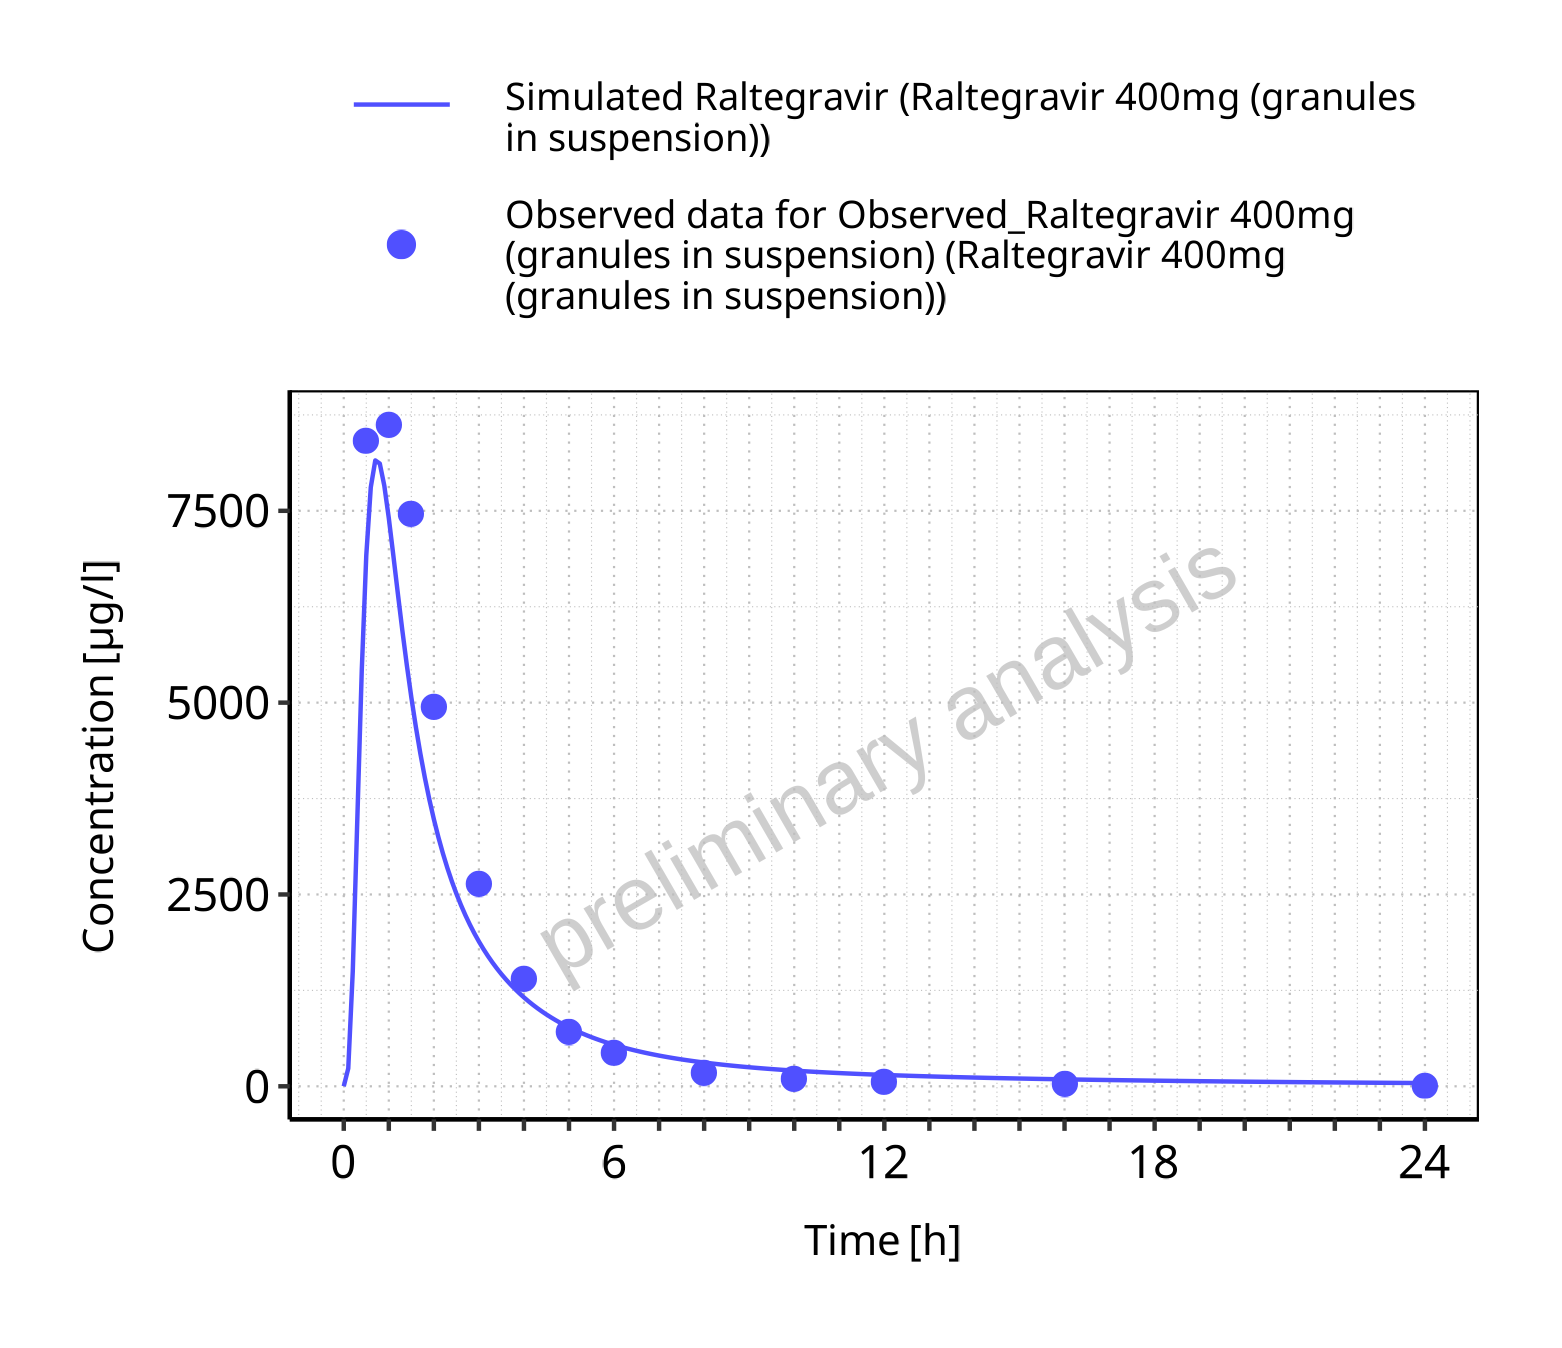 Simulated Raltegravir (Raltegravir 400mg (granules
in suspension))
Observed data for Observed_Raltegravir 400mg
(granules in suspension) (Raltegravir 400mg
(granules in suspension))
7500
5000
2500
0
Concentration [µg/l]
preliminary analysis
0 6 12 18 24
Time [h]